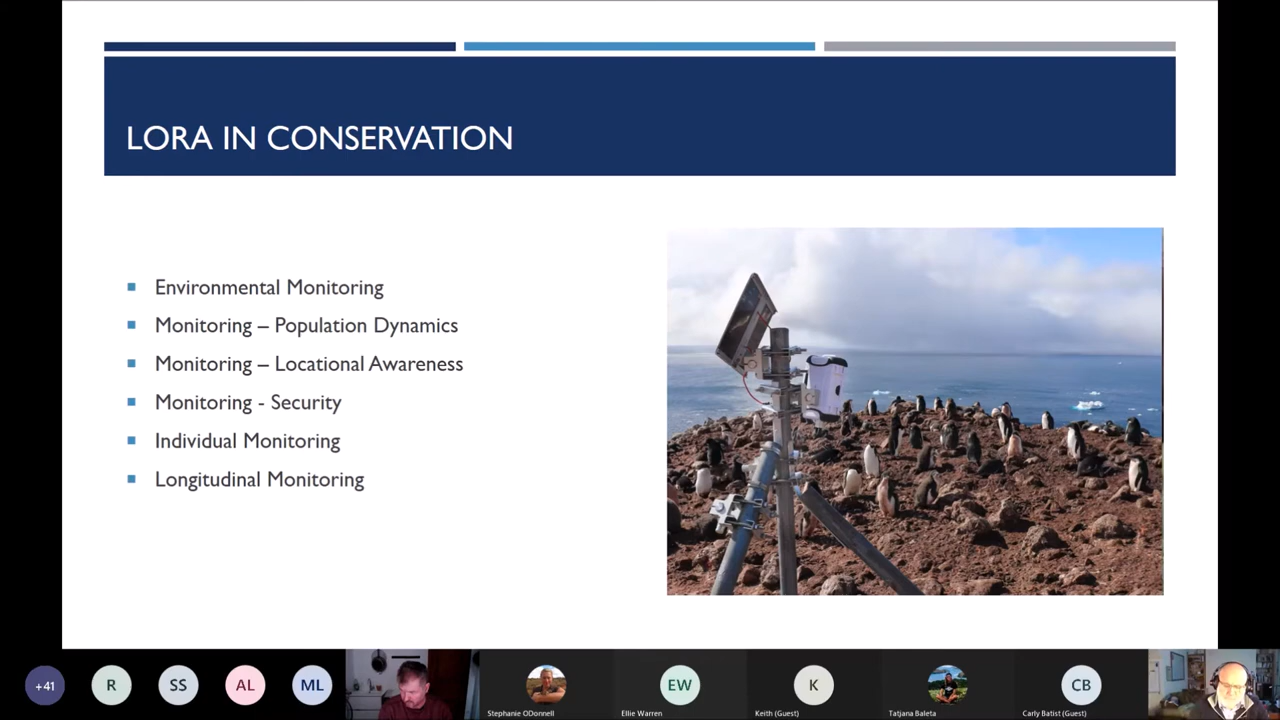 LORA IN CONSERVATION
Environmental Monitoring
Monitoring – Population Dynamics
Monitoring – Locational Awareness
Monitoring - Security
Individual Monitoring
Longitudinal Monitoring
+41
R
SS
AL
ML
Stephanie ODonnell
EW
Ellie Warren
K
Keith (Guest)
Tatjana Baleta
CB
Carly Batist (Guest)